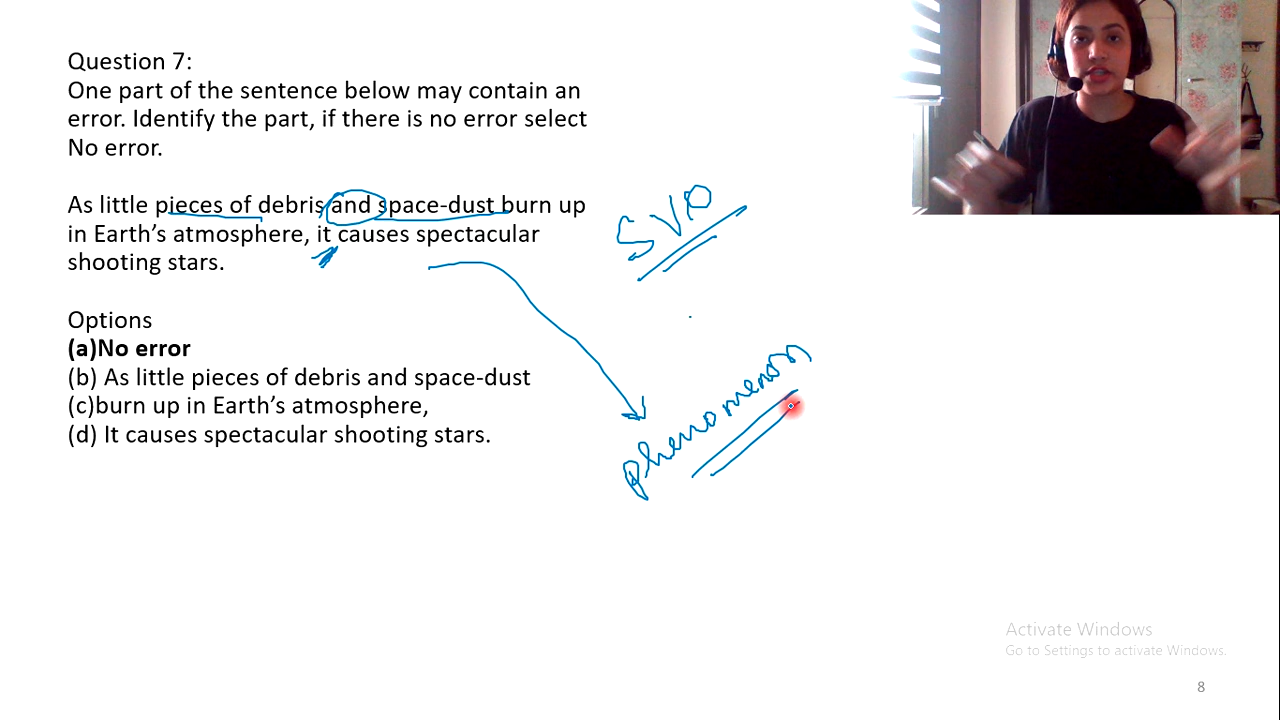 Question 7:
One part of the sentence below may contain an
error. Identify the part, if there is no error select
No error.
As little pieces of debris and space-dust burn up
in Earth’s atmosphere, it causes spectacular
shooting stars.
SVO
Options
(a)No error
(b) As little pieces of debris and space-dust
(c)burn up in Earth’s atmosphere,
(d) It causes spectacular shooting stars.
phenomenon
Activate Windows
Go to Settings to activate Windows.
8